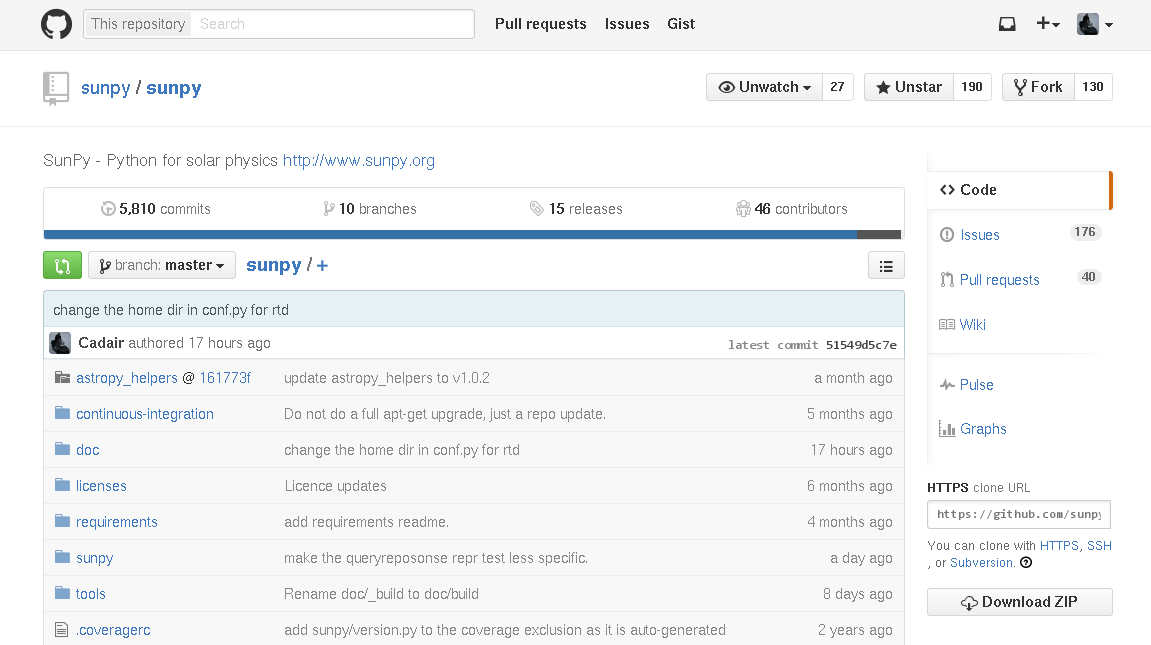 This repository Search Pull requests Issues Gist
sunpy / sunpy Unwatch 27 Unstar 190 Fork 130
SunPy - Python for solar physics http://www.sunpy.org
5,810 commits 10 branches 15 releases 46 contributors
branch: master sunpy / +
change the home dir in conf.py for rtd
Cadair authored 17 hours ago latest commit 51549d5c7e
astropy_helpers @ 161773f update astropy_helpers to v1.0.2 a month ago
continuous-integration Do not do a full apt-get upgrade, just a repo update. 5 months ago
doc change the home dir in conf.py for rtd 17 hours ago
licenses Licence updates 6 months ago
requirements add requirements readme. 4 months ago
sunpy make the queryreposonse repr test less specific. a day ago
tools Rename doc/_build to doc/build 8 days ago
.coveragerc add sunpy/version.py to the coverage exclusion as it is auto-generated 2 years ago
Code
Issues 176
Pull requests 40
Wiki
Pulse
Graphs
HTTPS clone URL
https://github.com/sunpy
You can clone with HTTPS, SSH
, or Subversion.
Download ZIP